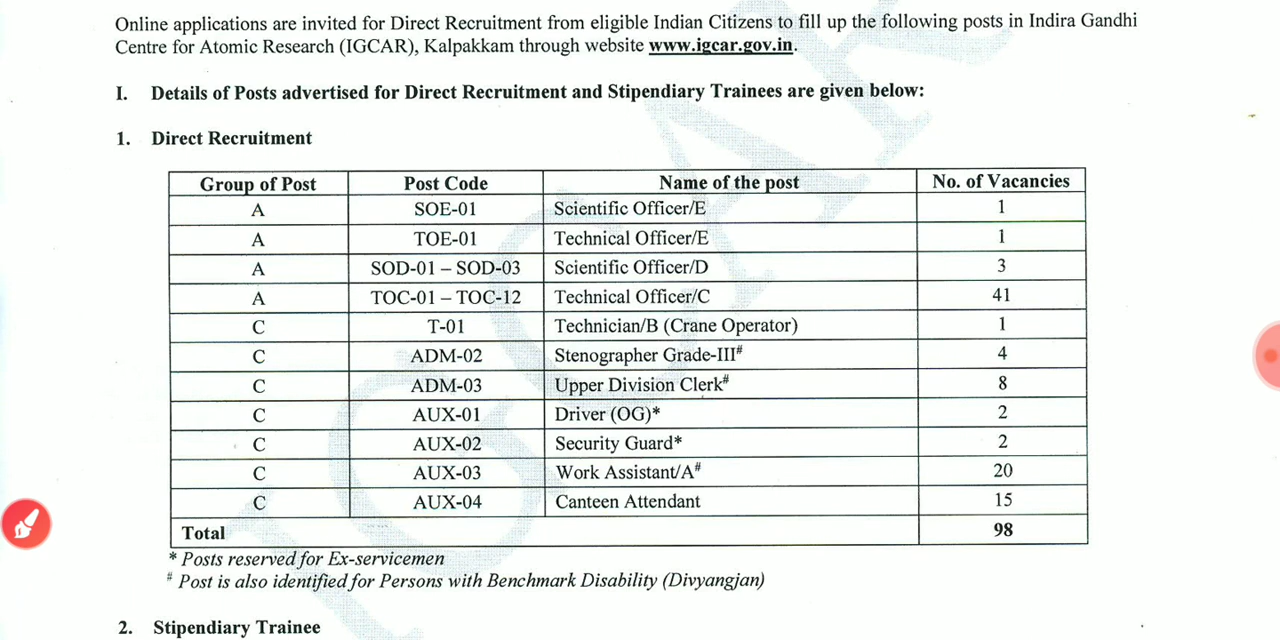 Online applications are invited for Direct Recruitment from eligible Indian Citizens to fill up the following posts in Indira Gandhi
Centre for Atomic Research (IGCAR), Kalpakkam through website www.igcar.gov.in.
I. Details of Posts advertised for Direct Recruitment and Stipendiary Trainees are given below:
1. Direct Recruitment
Group of Post Post Code Name of the post No. of Vacancies
A SOE-01 Scientific Officer/E 1
A TOE-01 Technical Officer/E 1
A SOD-01 – SOD-03 Scientific Officer/D 3
A TOC-01 – TOC-12 Technical Officer/C 41
C T-01 Technician/B (Crane Operator) 1
C ADM-02 Stenographer Grade-III# 4
C ADM-03 Upper Division Clerk# 8
C AUX-01 Driver (OG)* 2
C AUX-02 Security Guard* 2
C AUX-03 Work Assistant/A# 20
C AUX-04 Canteen Attendant 15
Total 98
* Posts reserved for Ex-servicemen
# Post is also identified for Persons with Benchmark Disability (Divyangjan)
2. Stipendiary Trainee
IGCAR